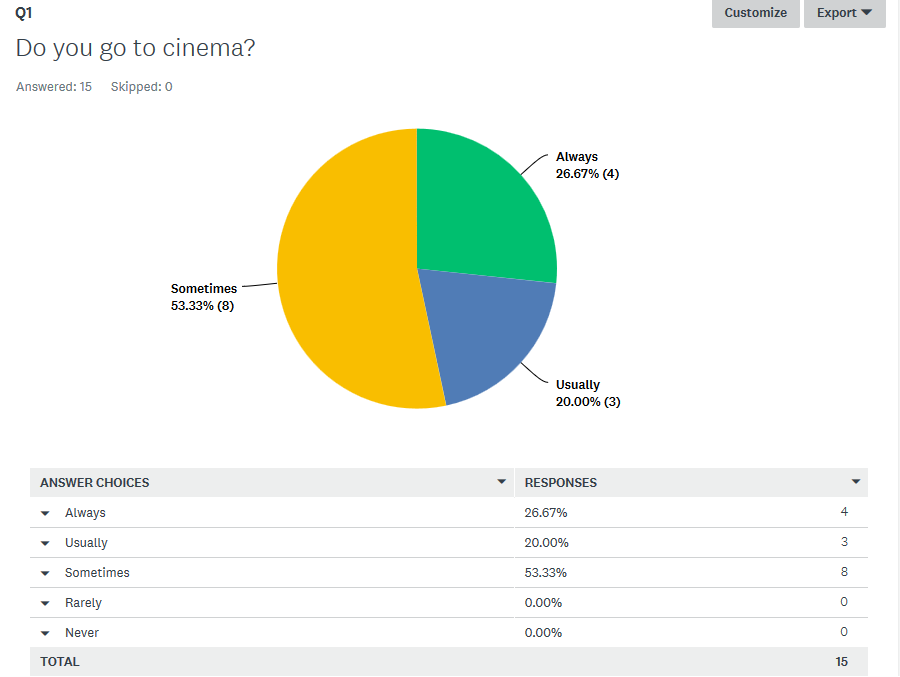 Q1
Customize
Export
Do you go to cinema?
Answered: 15 Skipped: 0
Always
26.67% (4)
Sometimes
53.33% (8)
Usually
20.00% (3)
ANSWER CHOICES RESPONSES
Always 26.67% 4
Usually 20.00% 3
Sometimes 53.33% 8
Rarely 0.00% 0
Never 0.00% 0
TOTAL 15